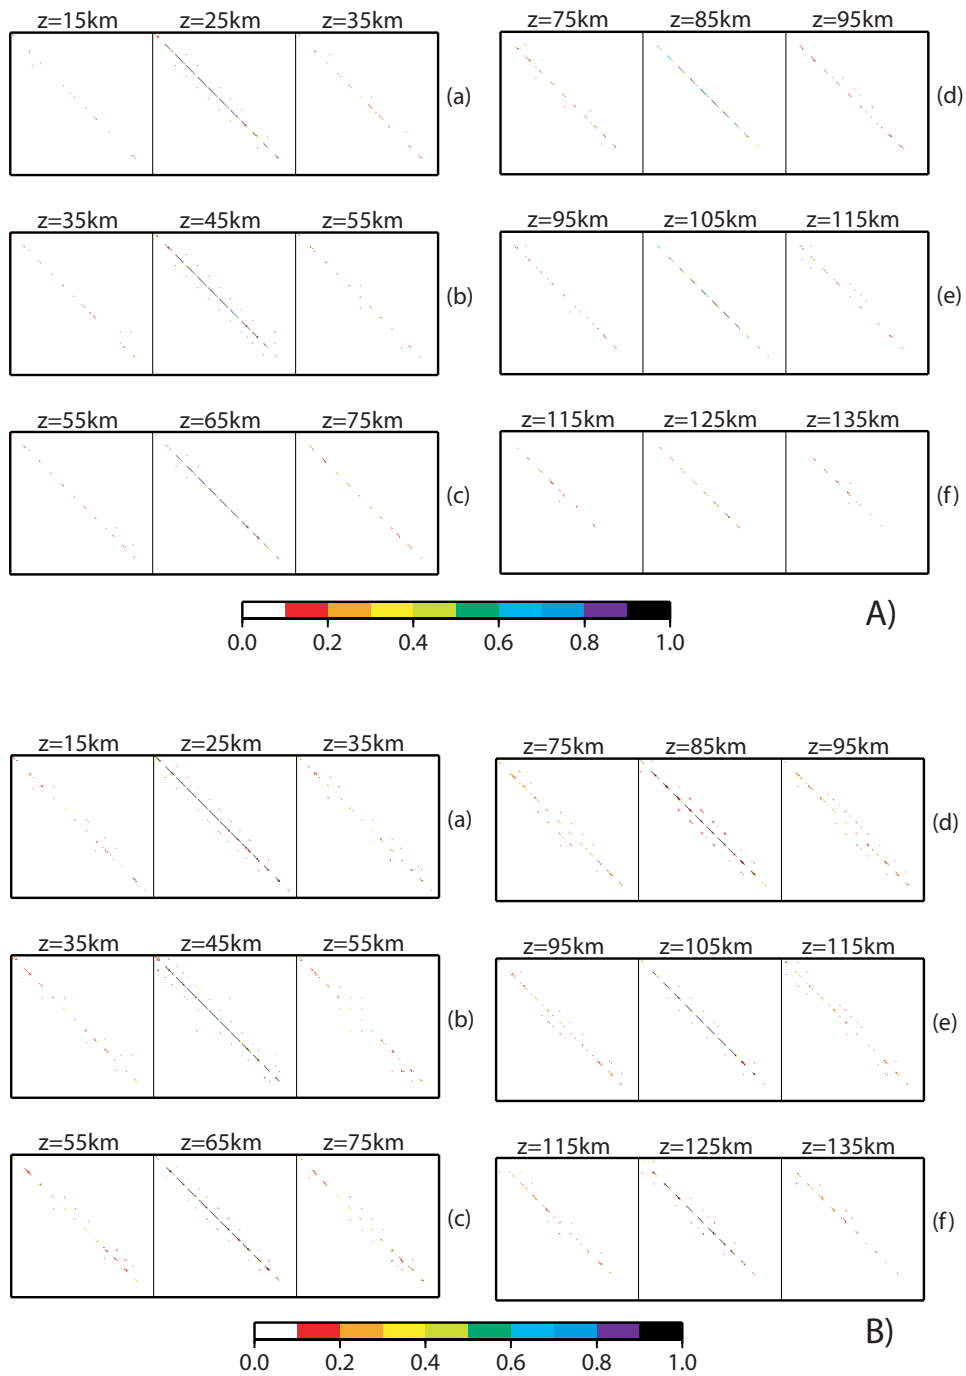 z=15km z=25km z=35km
(a)
z=75km z=85km z=95km
(d)
z=35km z=45km z=55km
(b)
z=95km z=105km z=115km
(e)
z=55km z=65km z=75km
(c)
z=115km z=125km z=135km
(f)
0.0 0.2 0.4 0.6 0.8 1.0
A)
z=15km z=25km z=35km
(a)
z=75km z=85km z=95km
(d)
z=35km z=45km z=55km
(b)
z=95km z=105km z=115km
(e)
z=55km z=65km z=75km
(c)
z=115km z=125km z=135km
(f)
0.0 0.2 0.4 0.6 0.8 1.0
B)